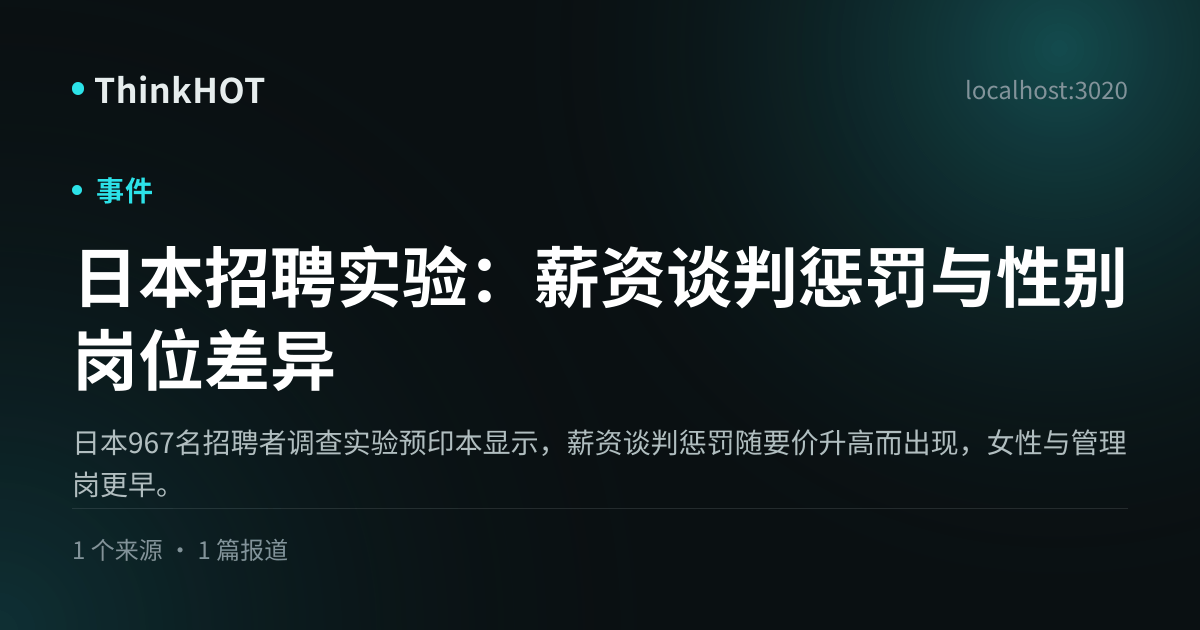 ThinkHOT
localhost:3020
事件
日本招聘实验：薪资谈判惩罚与性别
岗位差异
日本967名招聘者调查实验预印本显示，薪资谈判惩罚随要价升高而出现，女性与管理
岗更早。
1 个来源 · 1 篇报道